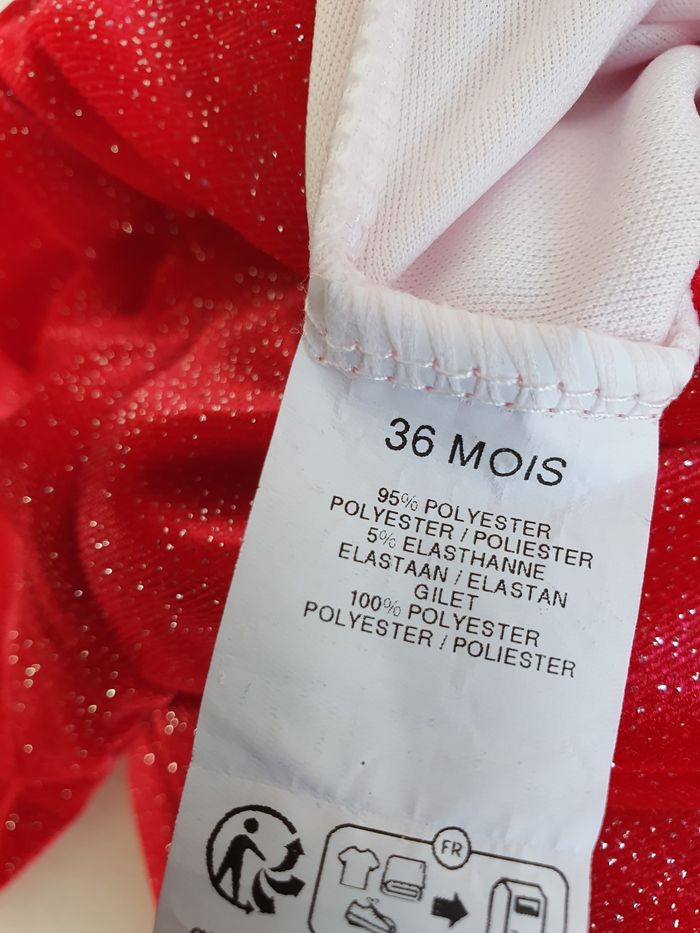 36 MOIS
95% POLYESTER
POLYESTER / POLIESTER
5% ELASTHANNE
ELASTAAN / ELASTAN
GILET
100% POLYESTER
POLYESTER / POLIESTER
FR